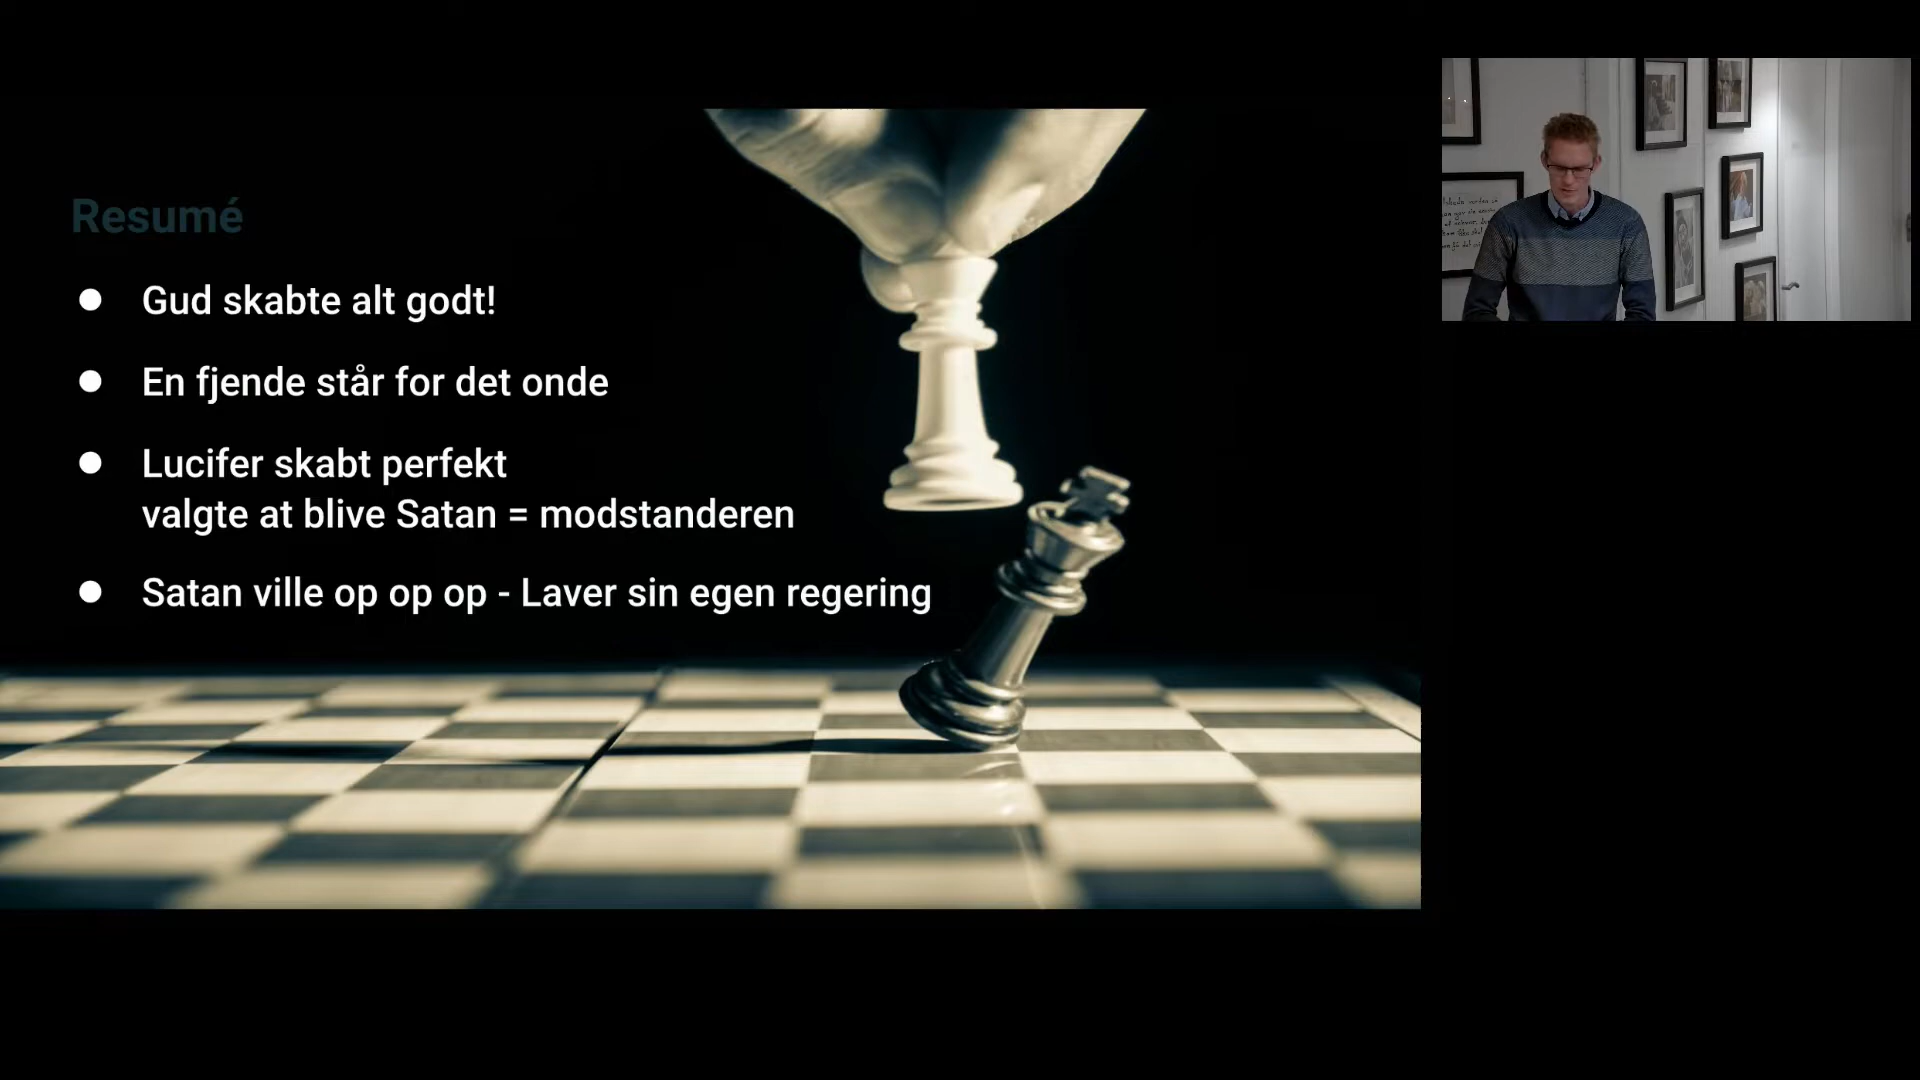 Resumé
Gud skabte alt godt!
En fjende står for det onde
Lucifer skabt perfekt
valgte at blive Satan = modstanderen
Satan ville op op op - Laver sin egen regering